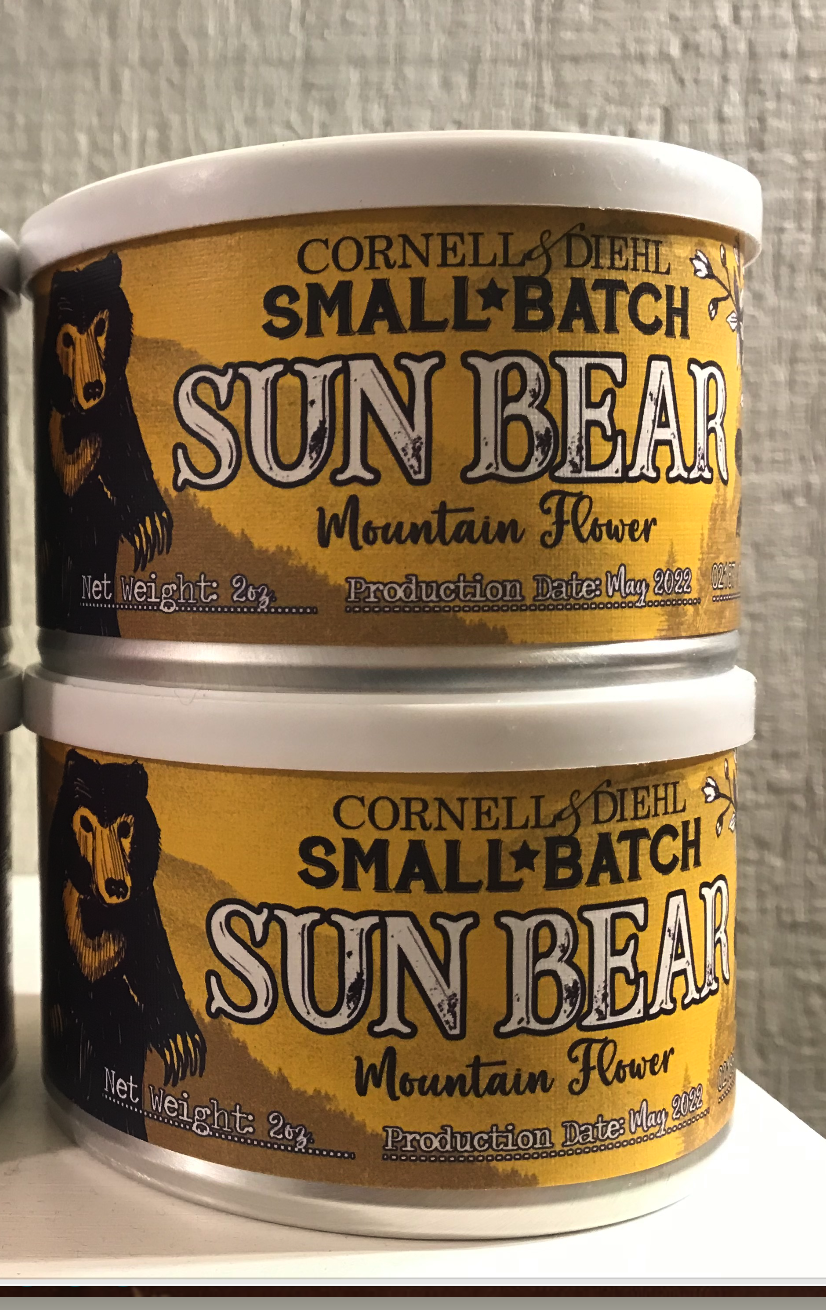 CORNELL & DIEHL
SMALL★BATCH
SUN BEAR
Mountain Flower
Net Weight: 2oz.
Production Date: May 2022
CORNELL & DIEHL
SMALL★BATCH
SUN BEAR
Mountain Flower
Net Weight: 2oz.
Production Date: May 2022